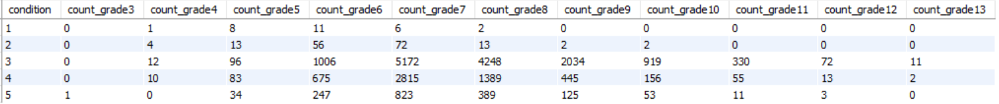 condition count_grade3 count_grade4 count_grade5 count_grade6 count_grade7 count_grade8 count_grade9 count_grade10 count_grade11 count_grade12 count_grade13
1 0 1 8 11 6 2 0 0 0 0 0
2 0 4 13 56 72 13 2 2 0 0 0
3 0 12 96 1006 5172 4248 2034 919 330 72 11
4 0 10 83 675 2815 1389 445 156 55 13 2
5 1 0 34 247 823 389 125 53 11 3 0